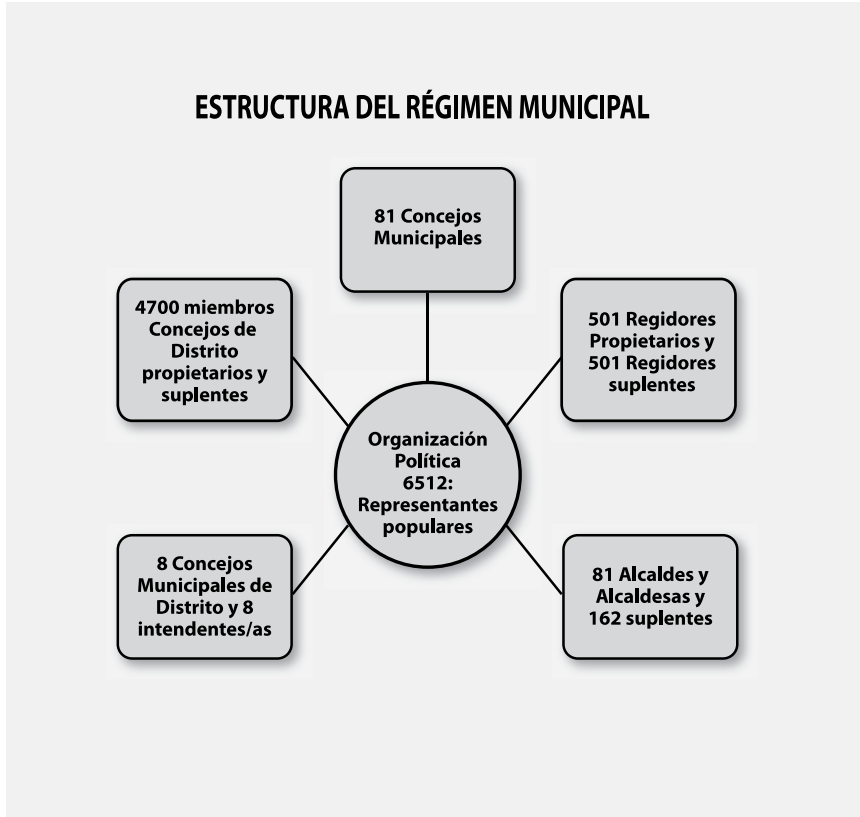 ESTRUCTURA DEL RÉGIMEN MUNICIPAL
81 Concejos
Municipales
4700 miembros
Concejos de
Distrito
propietarios y
suplentes
501 Regidores
Propietarios y
501 Regidores
suplentes
Organización
Política
6512:
Representantes
populares
8 Concejos
Municipales de
Distrito y 8
intendentes/as
81 Alcaldes y
Alcaldesas y
162 suplentes